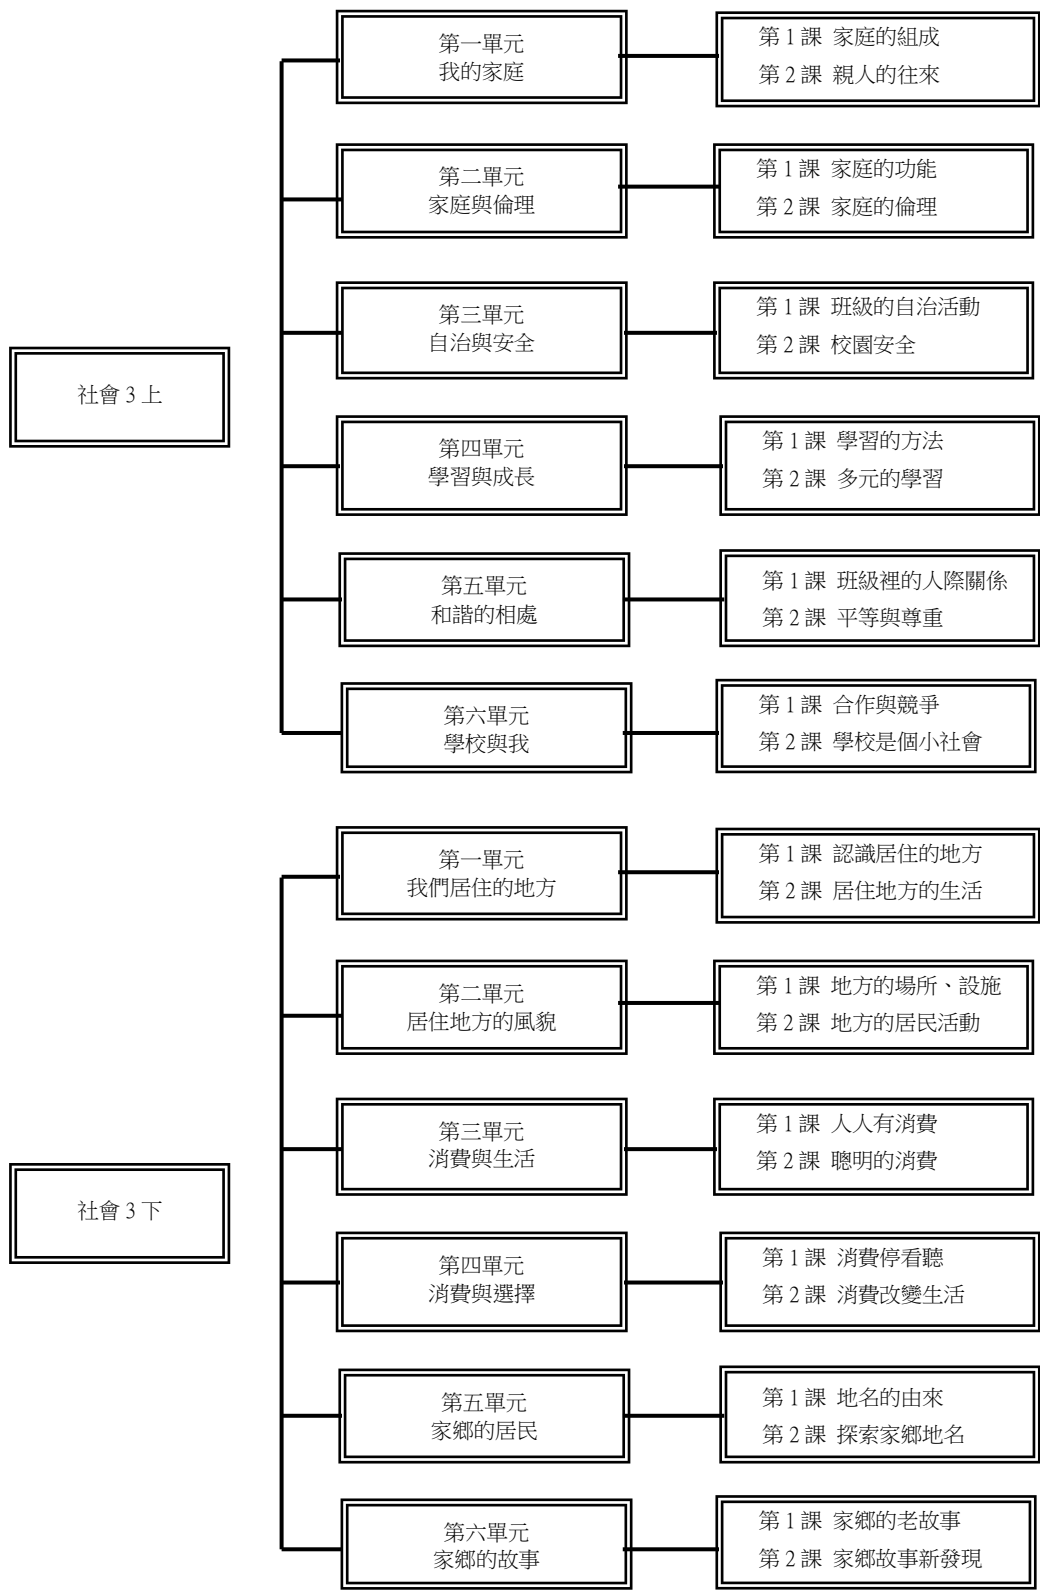 社會 3 上
第一單元
我的家庭
第 1 課 家庭的組成
第 2 課 親人的往來
第二單元
家庭與倫理
第 1 課 家庭的功能
第 2 課 家庭的倫理
第三單元
自治與安全
第 1 課 班級的自治活動
第 2 課 校園安全
第四單元
學習與成長
第 1 課 學習的方法
第 2 課 多元的學習
第五單元
和諧的相處
第 1 課 班級裡的人際關係
第 2 課 平等與尊重
第六單元
學校與我
第 1 課 合作與競爭
第 2 課 學校是個小社會
社會 3 下
第一單元
我們居住的地方
第 1 課 認識居住的地方
第 2 課 居住地方的生活
第二單元
居住地方的風貌
第 1 課 地方的場所、設施
第 2 課 地方的居民活動
第三單元
消費與生活
第 1 課 人人有消費
第 2 課 聰明的消費
第四單元
消費與選擇
第 1 課 消費停看聽
第 2 課 消費改變生活
第五單元
家鄉的居民
第 1 課 地名的由來
第 2 課 探索家鄉地名
第六單元
家鄉的故事
第 1 課 家鄉的老故事
第 2 課 家鄉故事新發現